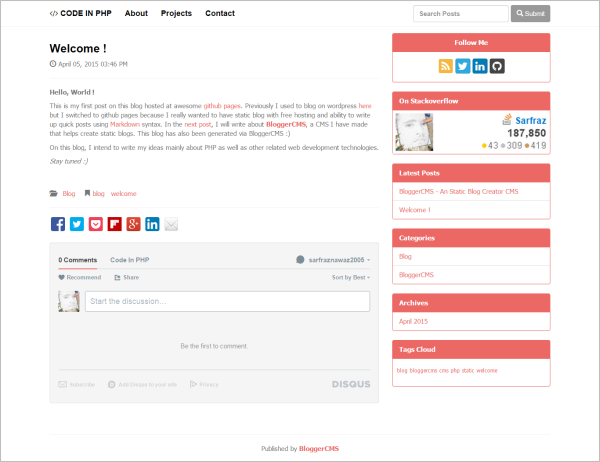 </> CODE IN PHP About Projects Contact Search Posts Submit
Welcome !
April 05, 2015 03:46 PM
Hello, World !
This is my first post on this blog hosted at awesome github pages. Previously I used to blog on wordpress here
but I switched to github pages because I really wanted to have static blog with free hosting and ability to write
up quick posts using Markdown syntax. In the next post, I will write about BloggerCMS, a CMS I have made
that helps create static blogs. This blog has also been generated via BloggerCMS :)
On this blog, I intend to write my ideas mainly about PHP as well as other related web development technologies.
Stay tuned :)
Blog blog welcome
0 Comments Code In PHP sarfraznawaz2005
Recommend Share Sort by Best
Start the discussion…
Be the first to comment.
Subscribe Add Disqus to your site Privacy DISQUS
Follow Me
On Stackoverflow
Sarfraz
187,850
43 309 419
Latest Posts
BloggerCMS - An Static Blog Creator CMS
Welcome !
Categories
Blog
BloggerCMS
Archives
April 2015
Tags Cloud
blog bloggercms cms php static welcome
Published by BloggerCMS